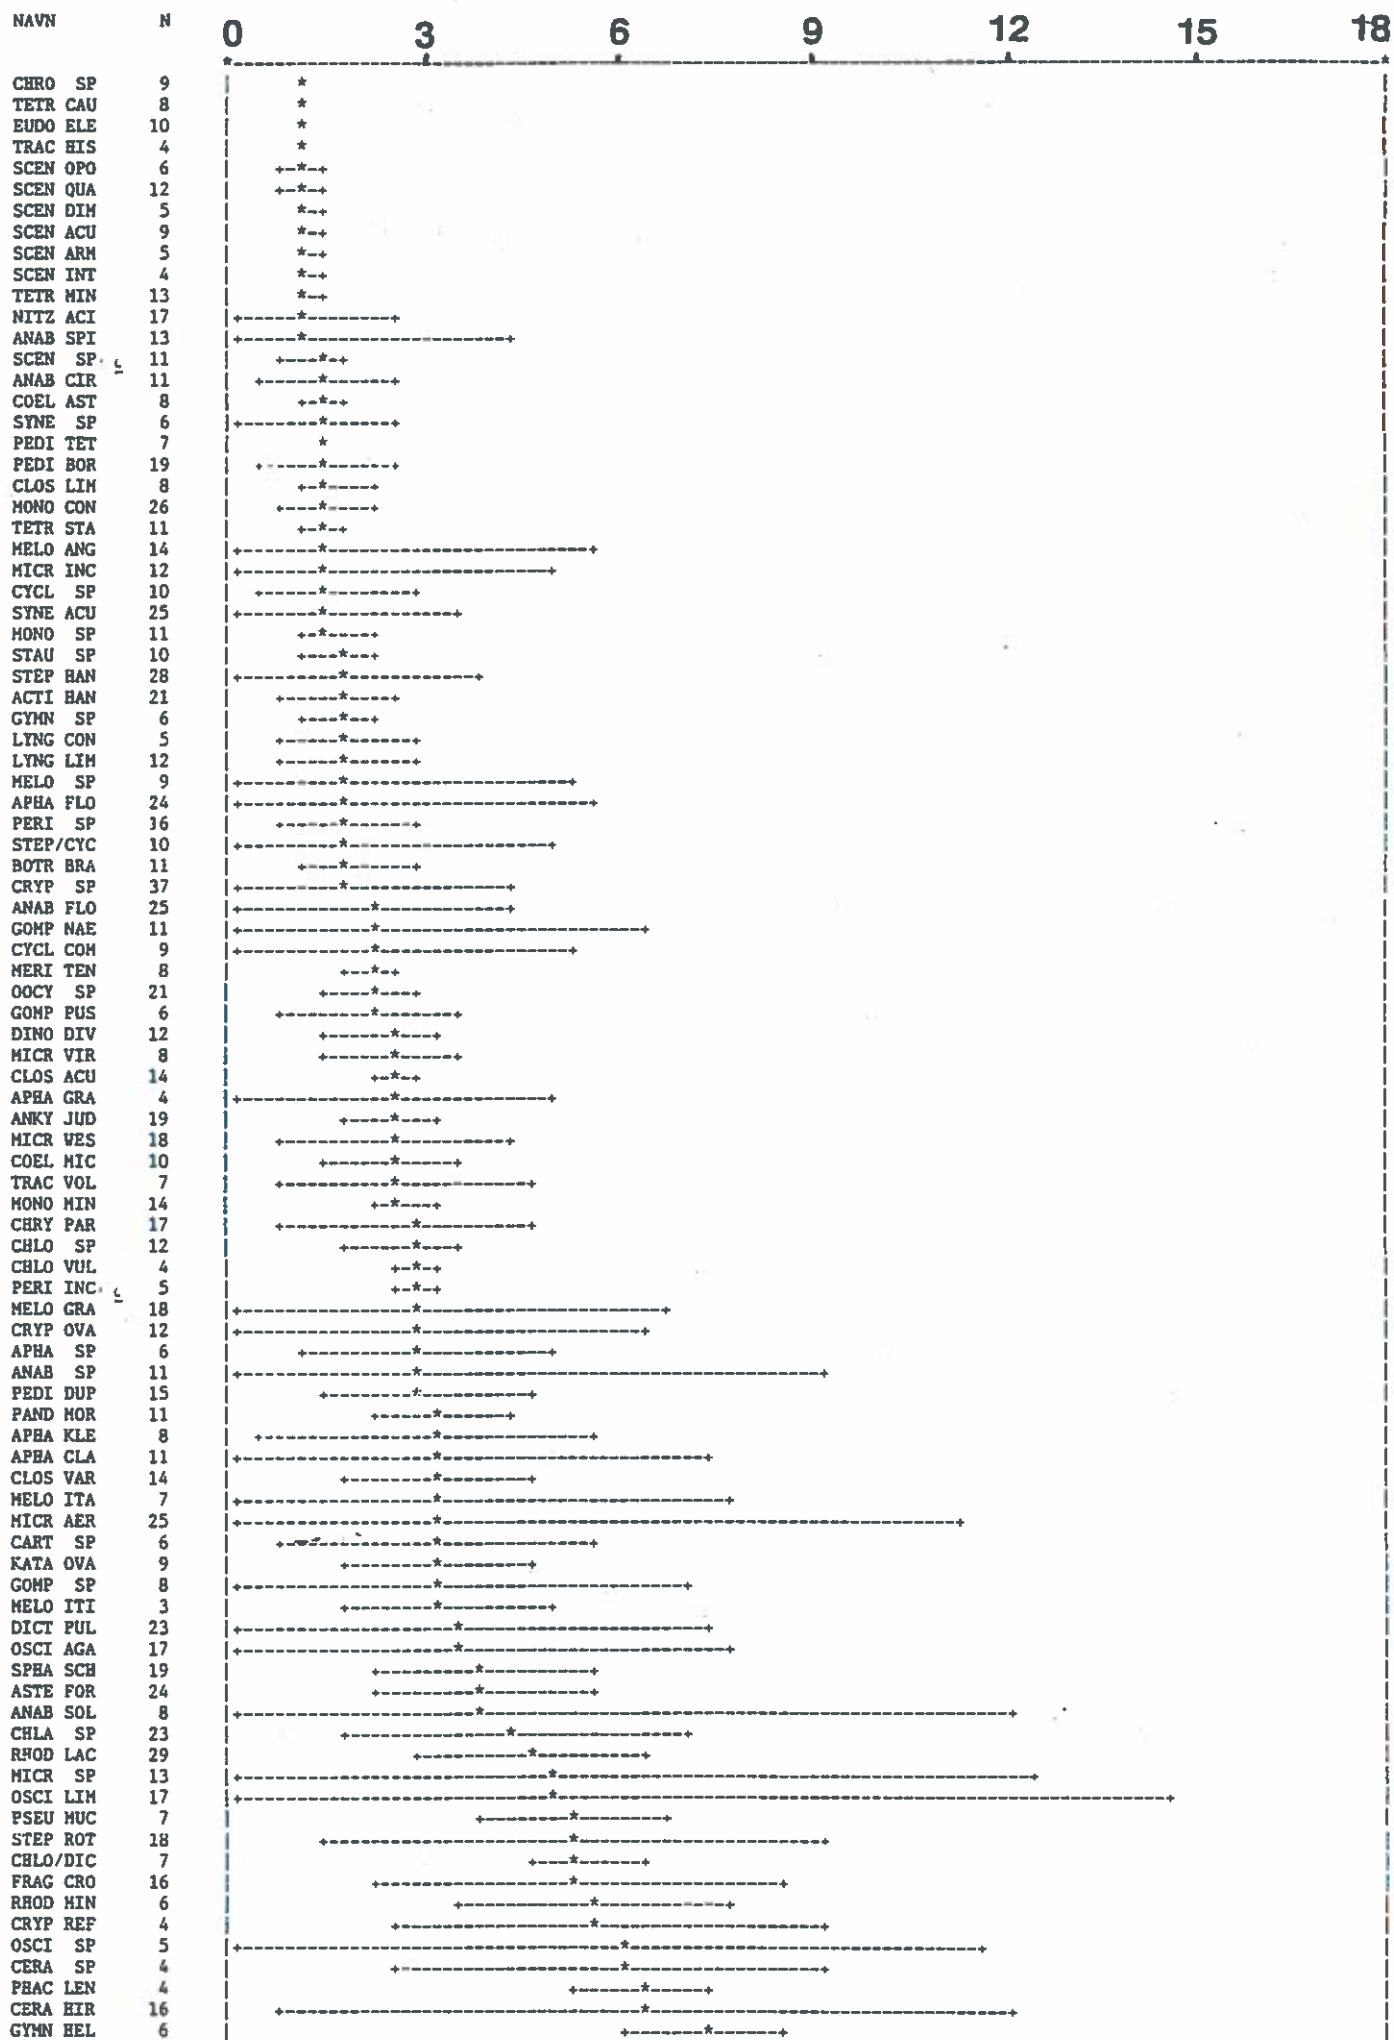 NAVN N 0 3 6 9 12 15 18
CHRO SP 9
TETR CAU 8
EUDO ELE 10
TRAC HIS 4
SCEN OPO 6
SCEN QUA 12
SCEN DIM 5
SCEN ACU 9
SCEN ARM 5
SCEN INT 4
TETR MIN 13
NITZ ACI 17
ANAB SPI 13
SCEN SP 11
ANAB CIR 11
COEL AST 8
SYNE SP 6
PEDI TET 7
PEDI BOR 19
CLOS LIM 8
MONO CON 26
TETR STA 11
MELO ANG 14
MICR INC 12
CYCL SP 10
SYNE ACU 25
MONO SP 11
STAU SP 10
STEP HAN 28
ACTI HAN 21
GYMN SP 6
LYNG CON 5
LYNG LIM 12
MELO SP 9
APHA FLO 24
PERI SP 16
STEP/CYC 10
BOTR BRA 11
CRYP SP 37
ANAB FLO 25
GOMP NAE 11
CYCL COM 9
MERI TEN 8
OOCY SP 21
GOMP PUS 6
DINO DIV 12
MICR VIR 8
CLOS ACU 14
APHA GRA 4
ANKY JUD 19
MICR WES 18
COEL MIC 10
TRAC VOL 7
MONO MIN 14
CHRY PAR 17
CHLO SP 12
CHLO VUL 4
PERI INC 5
MELO GRA 18
CRYP OVA 12
APHA SP 6
ANAB SP 11
PEDI DUP 15
PAND MOR 11
APHA KLE 8
APHA CLA 11
CLOS VAR 14
MELO ITA 7
MICR AER 25
CART SP 6
KATA OVA 9
GOMP SP 8
MELO ITI 3
DICT PUL 23
OSCI AGA 17
SPHA SCH 19
ASTE FOR 24
ANAB SOL 8
CHLA SP 23
RHOD LAC 29
MICR SP 13
OSCI LIM 17
PSEU MUC 7
STEP ROT 18
CHLO/DIC 7
FRAG CRO 16
RHOD MIN 6
CRYP REF 4
OSCI SP 5
CERA SP 4
PHAC LEN 4
CERA HIR 16
GYMN HEL 6